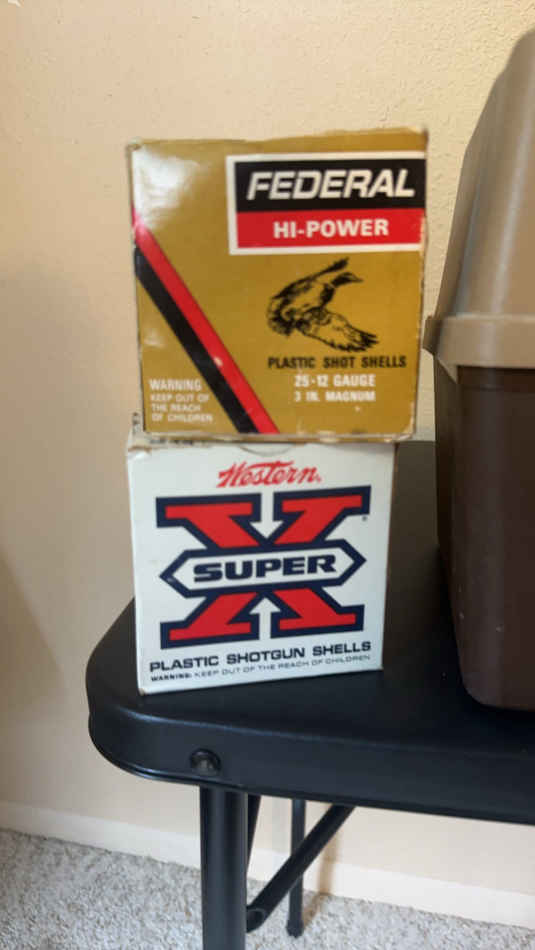 FEDERAL
HI-POWER
PLASTIC SHOT SHELLS
25-12 GAUGE
3 IN. MAGNUM
WARNING
KEEP OUT OF
THE REACH
OF CHILDREN
Western
X
SUPER
®
PLASTIC SHOTGUN SHELLS
WARNING: KEEP OUT OF THE REACH OF CHILDREN